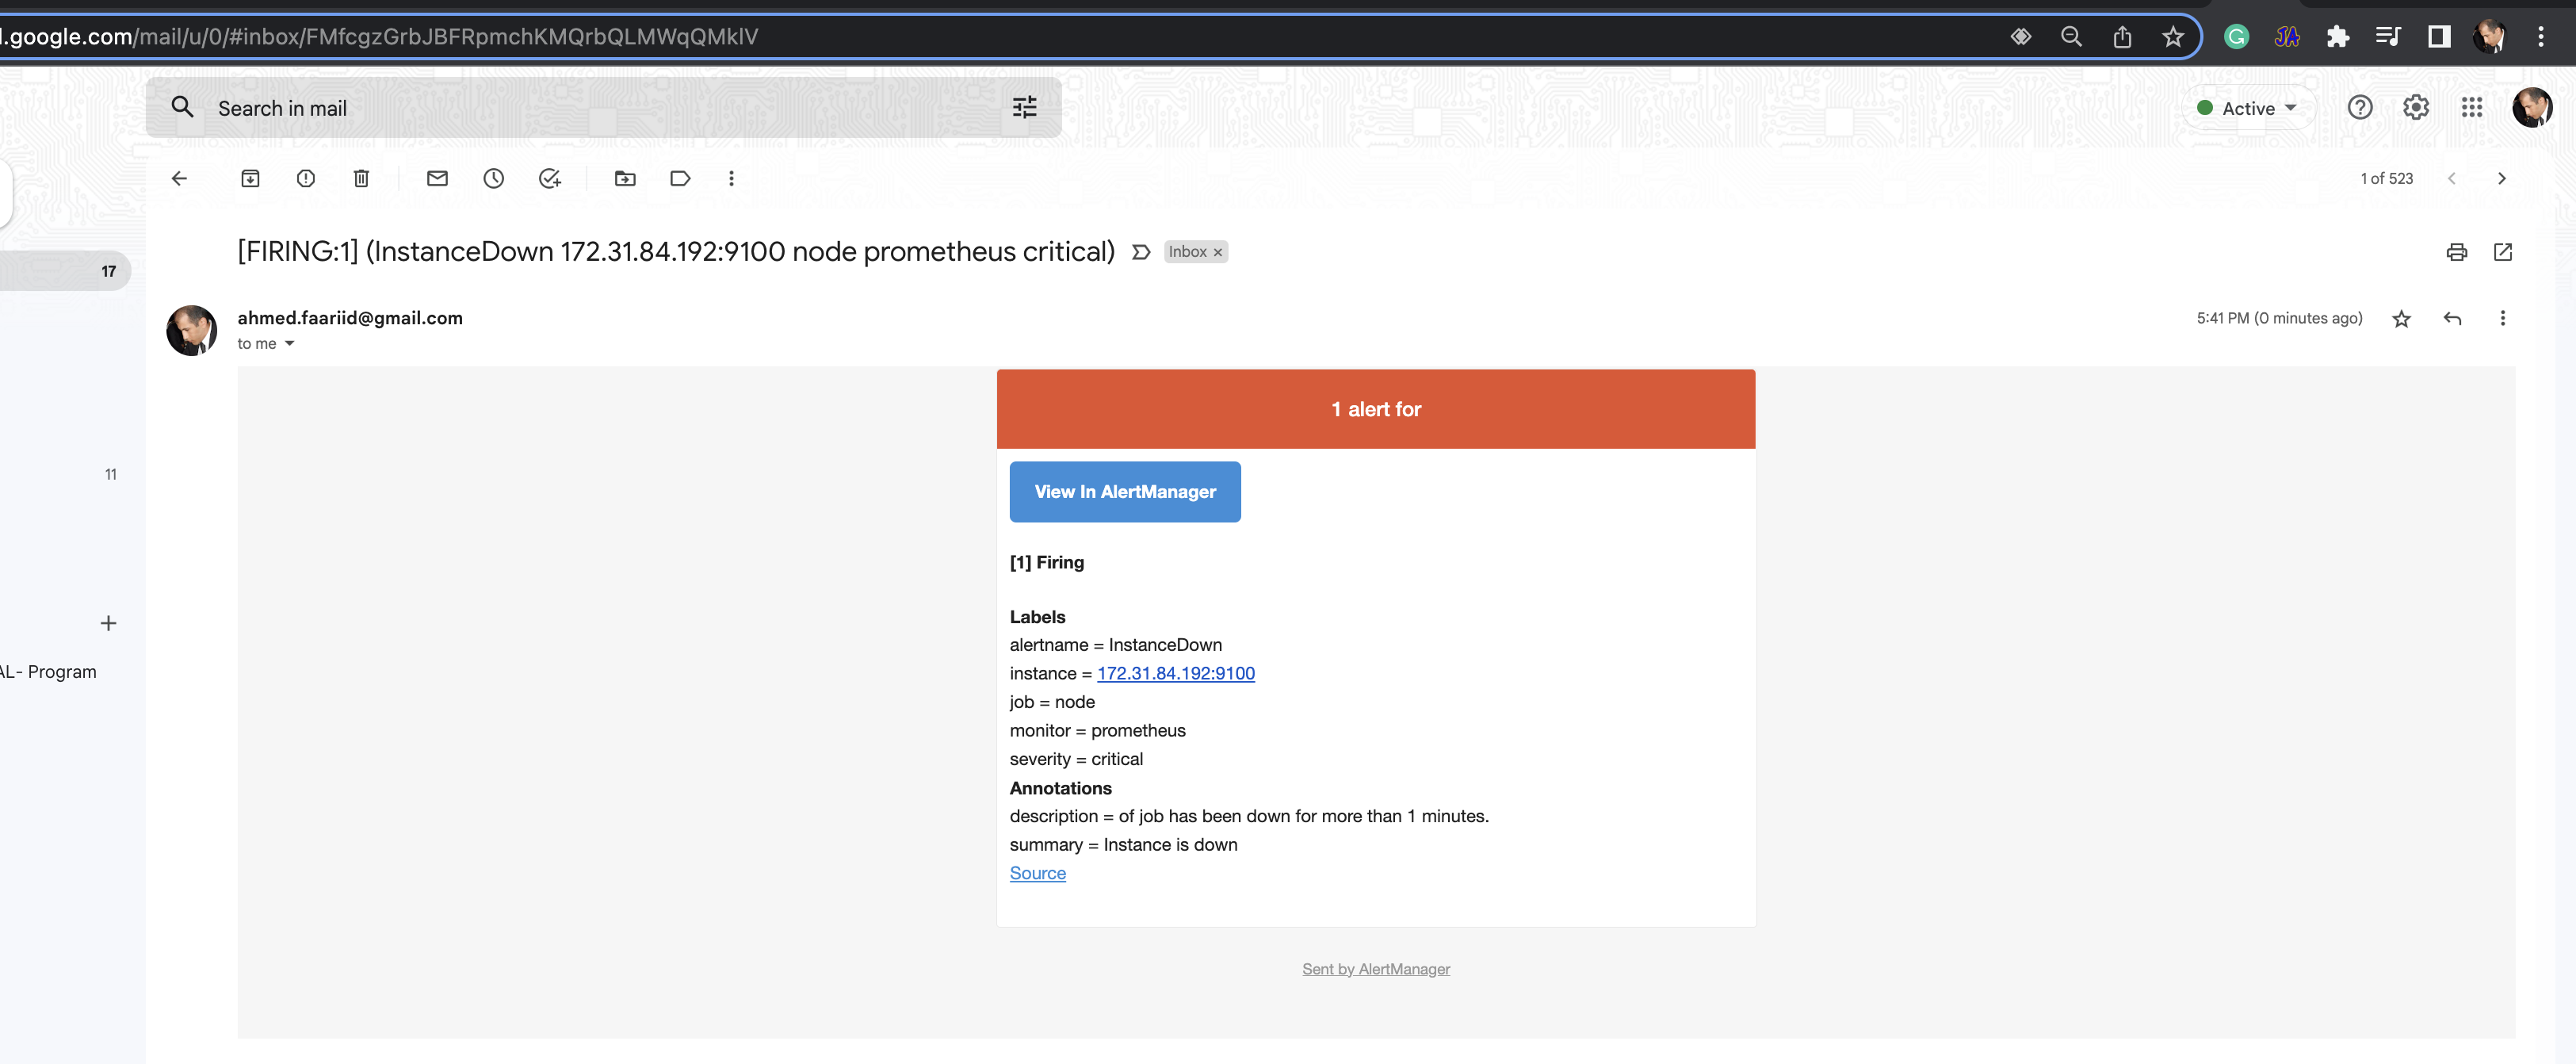 l.google.com/mail/u/0/#inbox/FMfcgzGrbJBFRpmchKMQrbQLMWqQMklV
Search in mail
Active
1 of 523
[FIRING:1] (InstanceDown 172.31.84.192:9100 node prometheus critical)
Inbox ×
17
ahmed.faariid@gmail.com
5:41 PM (0 minutes ago)
to me
1 alert for
View In AlertManager
11
[1] Firing
Labels
alertname = InstanceDown
instance = 172.31.84.192:9100
AL- Program
job = node
monitor = prometheus
severity = critical
Annotations
description = of job has been down for more than 1 minutes.
summary = Instance is down
Source
Sent by AlertManager